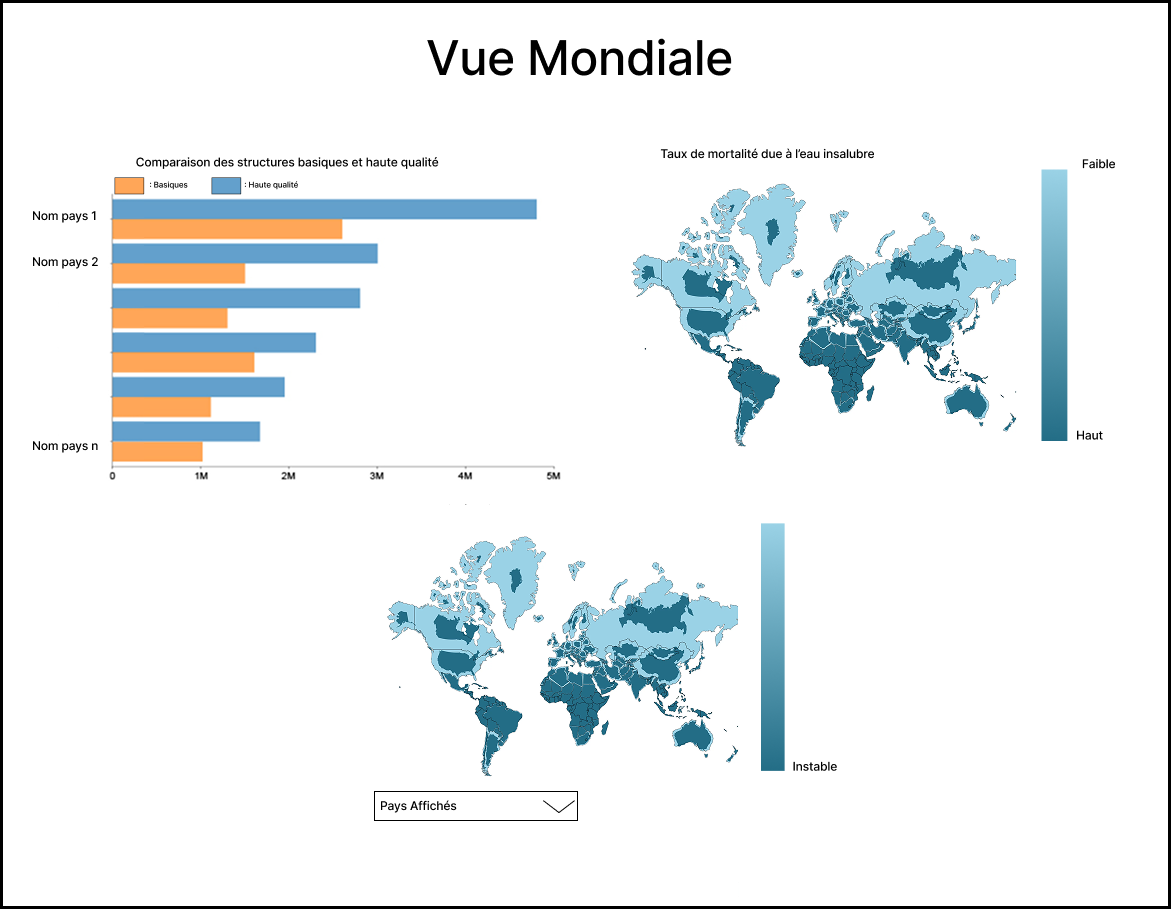 Vue Mondiale
Comparaison des structures basiques et haute qualité
: Basiques
: Haute qualité
Nom pays 1
Nom pays 2
Nom pays n
0 1M 2M 3M 4M 5M
Taux de mortalité due à l’eau insalubre
Faible
Haut
Instable
Pays Affichés